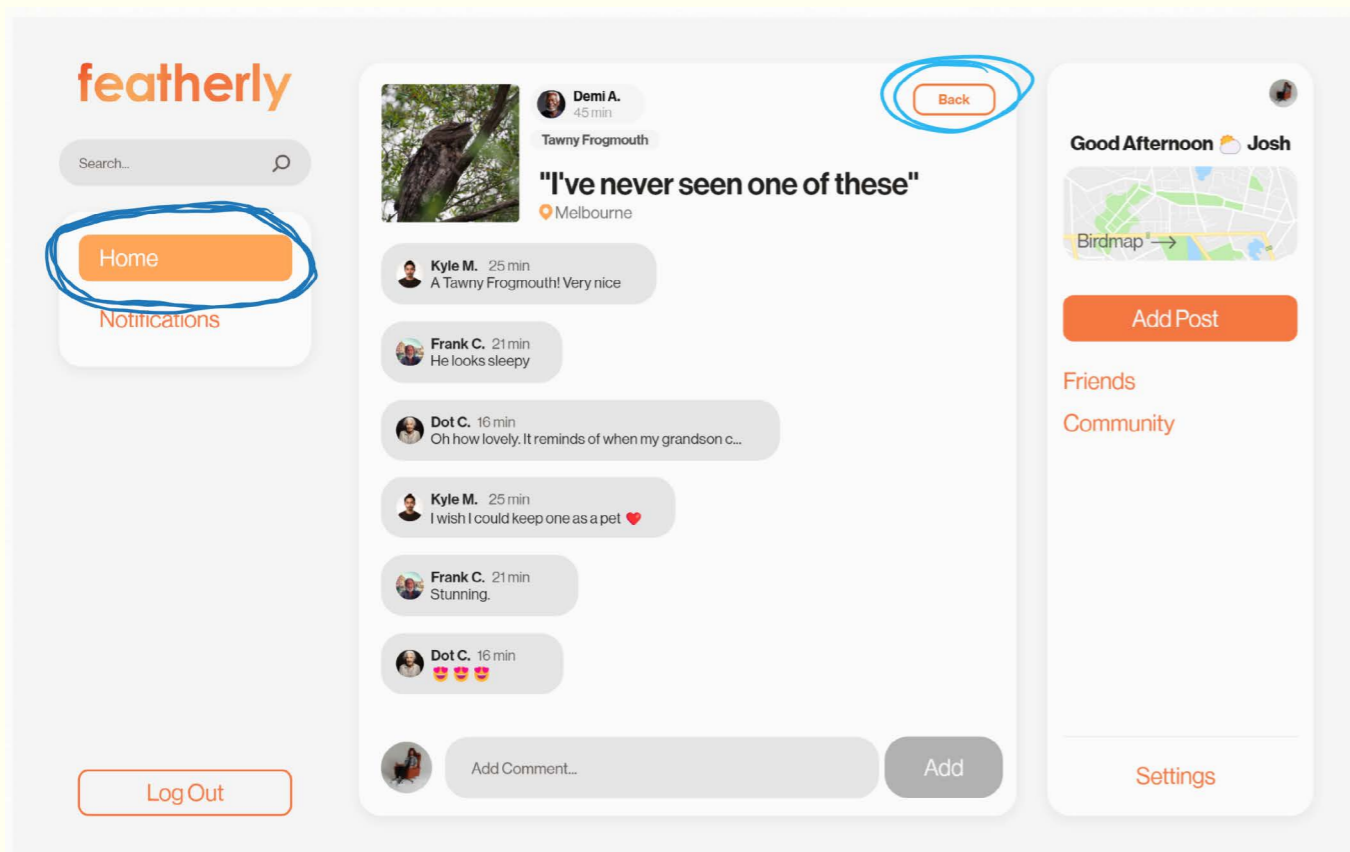 featherly
Search...
Home
Notifications
Log Out
Demi A.
45 min
Tawny Frogmouth
Back
"I've never seen one of these"
Melbourne
Kyle M. 25 min
A Tawny Frogmouth! Very nice
Frank C. 21 min
He looks sleepy
Dot C. 16 min
Oh how lovely. It reminds of when my grandson c...
Kyle M. 25 min
I wish I could keep one as a pet ❤️
Frank C. 21 min
Stunning.
Dot C. 16 min
😍 😍 😍
Add Comment...
Add
Good Afternoon ⛅ Josh
Birdmap →
Add Post
Friends
Community
Settings